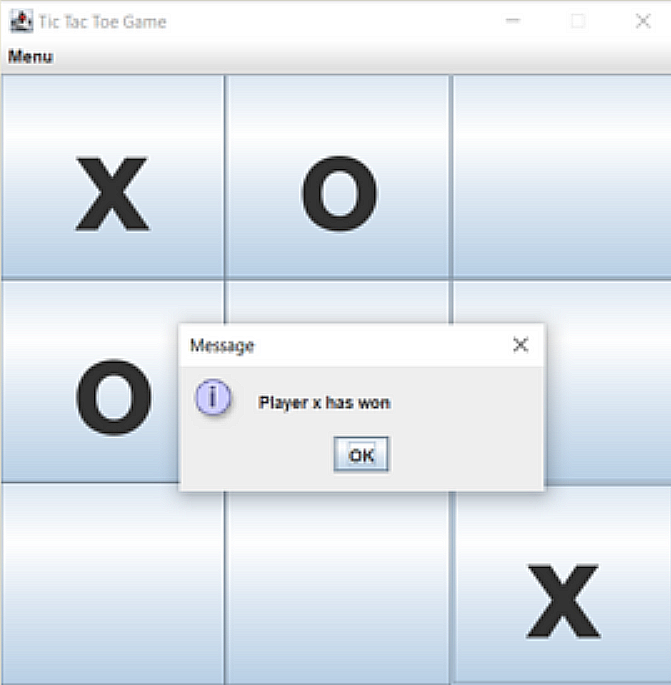 Tic Tac Toe Game
Menu
X O
O
Message
i
Player x has won
OK
X